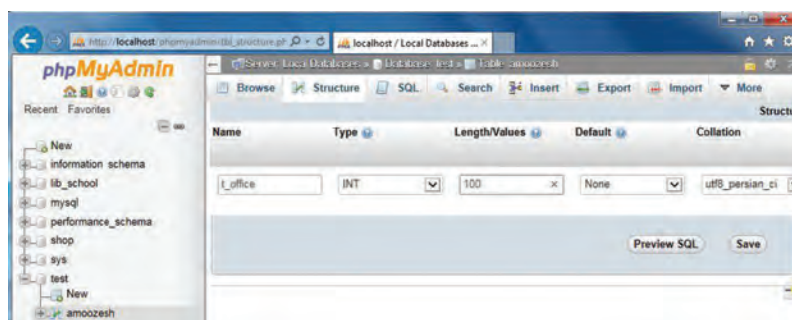 http://localhost/phpmyadmin/tbl_structure.ph
localhost / Local Databases ...
phpMyAdmin
Server: Local Databases » Database: test » Table: amoozesh
Browse Structure SQL Search Insert Export Import More
Recent Favorites
Structu
Name Type Length/Values Default Collation
New
information_schema
lib_school
mysql
performance_schema
shop
sys
test
New
amoozesh
t_office INT 100 None utf8_persian_ci
Preview SQL Save